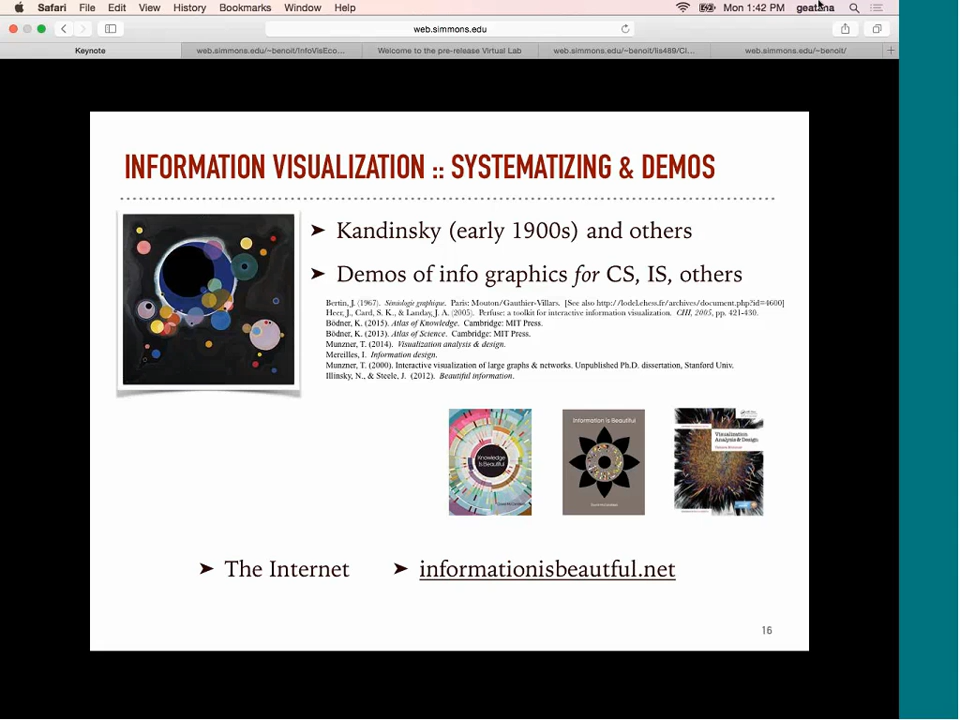 Safari File Edit View History Bookmarks Window Help Mon 1:42 PM geatana
web.simmons.edu
Keynote web.simmons.edu/~benoit/InfoVisEco... Welcome to the pre-release Virtual Lab web.simmons.edu/~benoit/lis489/Cl... web.simmons.edu/~benoit/ +
INFORMATION VISUALIZATION :: SYSTEMATIZING & DEMOS
➤ Kandinsky (early 1900s) and others
➤ Demos of info graphics for CS, IS, others
Bertin, J. (1967). Sémiologie graphique. Paris: Mouton/Gauthier-Villars. [See also http://lodel.ehess.fr/archives/document.php?id=4600]
Heer, J., Card, S. K., & Landay, J. A. (2005). Perfuse: a toolkit for interactive information visualization. CHI, 2005, pp. 421-430.
Bödner, K. (2015). Atlas of Knowledge. Cambridge: MIT Press.
Bödner, K. (2013). Atlas of Science. Cambridge: MIT Press.
Munzner, T. (2014). Visualization analysis & design.
Mereilles, I. Information design.
Munzner, T. (2000). Interactive visualization of large graphs & networks. Unpublished Ph.D. dissertation, Stanford Univ.
Illinsky, N., & Steele, J. (2012). Beautiful information.
Knowledge
Is Beautiful
Information is Beautiful
Visualization
Analysis & Design
➤ The Internet ➤ informationisbeautful.net
16